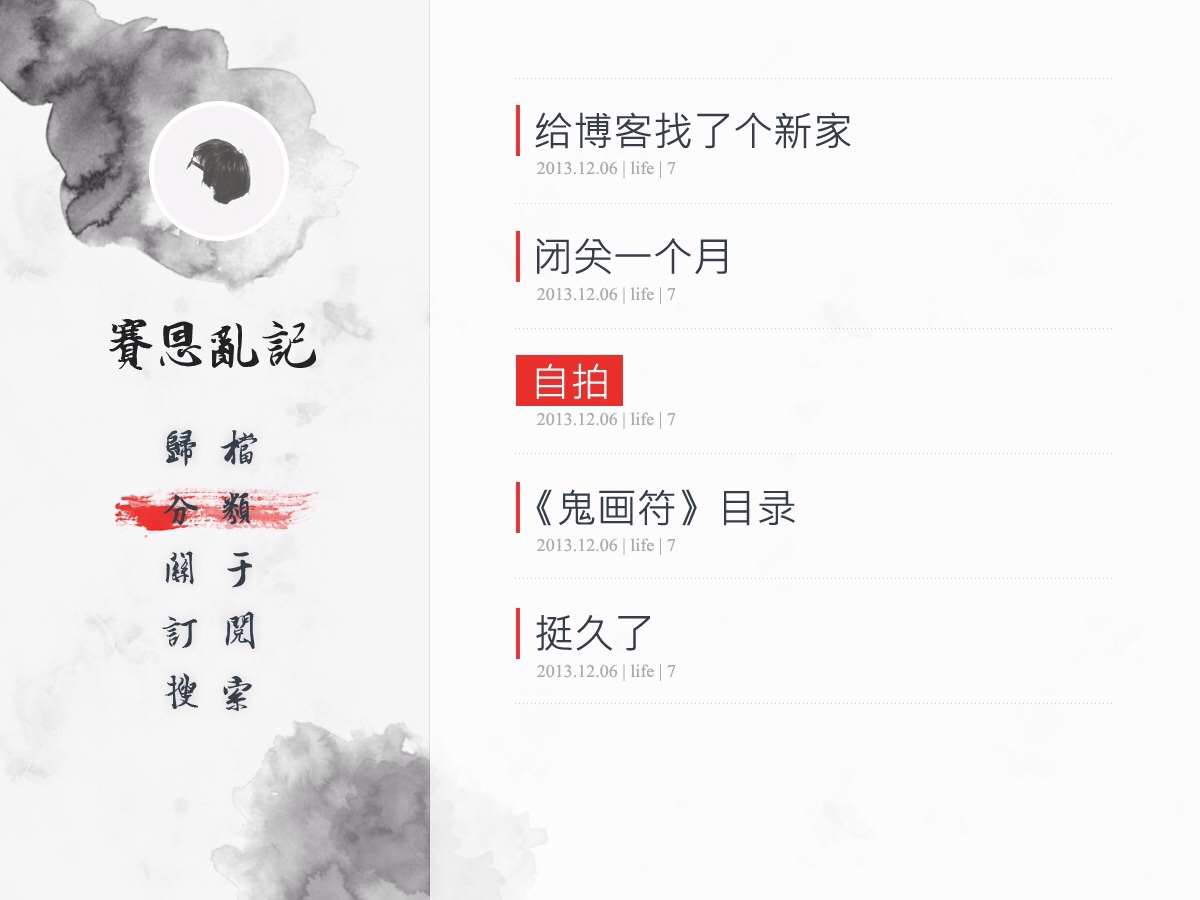 賽恩亂記
歸檔
分類
關于
訂閱
搜索
给博客找了个新家
2013.12.06 | life | 7
闭关一个月
2013.12.06 | life | 7
自拍
2013.12.06 | life | 7
《鬼画符》目录
2013.12.06 | life | 7
挺久了
2013.12.06 | life | 7